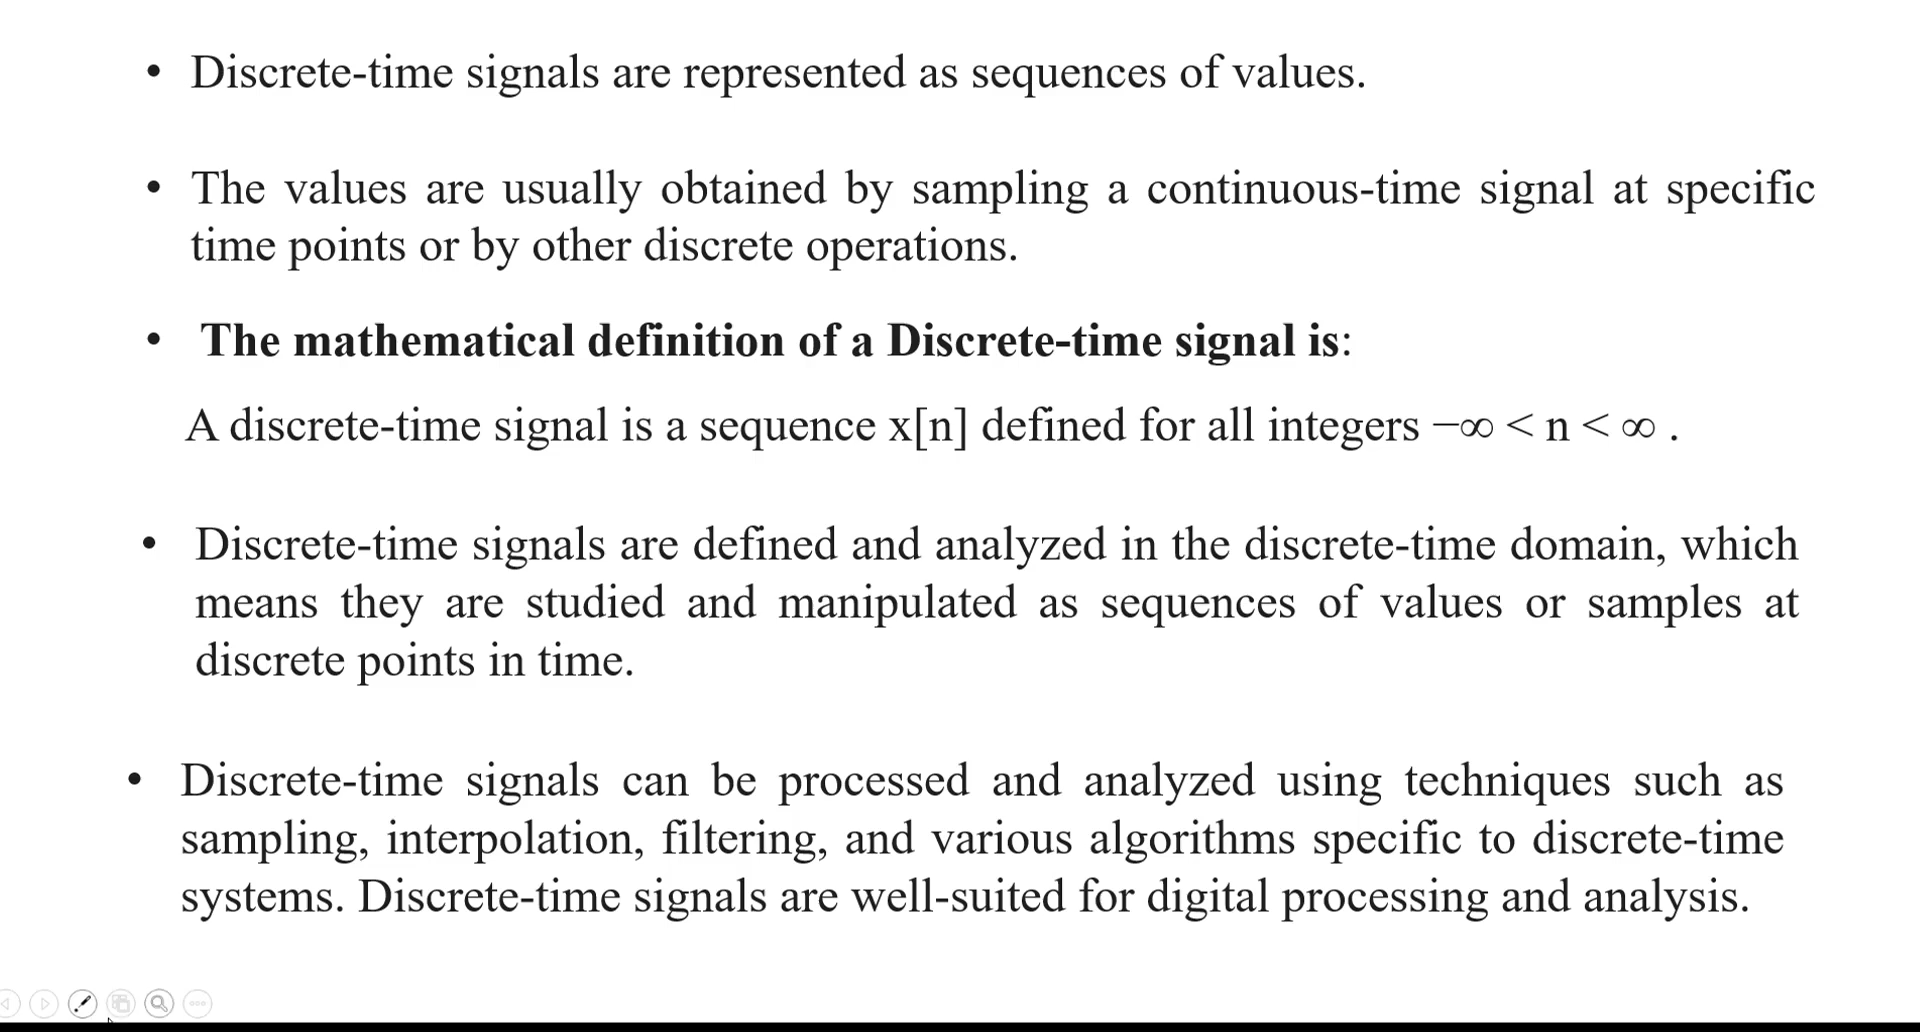 • Discrete-time signals are represented as sequences of values.
• The values are usually obtained by sampling a continuous-time signal at specific
time points or by other discrete operations.
• The mathematical definition of a Discrete-time signal is:
A discrete-time signal is a sequence x[n] defined for all integers −∞ < n < ∞ .
• Discrete-time signals are defined and analyzed in the discrete-time domain, which
means they are studied and manipulated as sequences of values or samples at
discrete points in time.
• Discrete-time signals can be processed and analyzed using techniques such as
sampling, interpolation, filtering, and various algorithms specific to discrete-time
systems. Discrete-time signals are well-suited for digital processing and analysis.